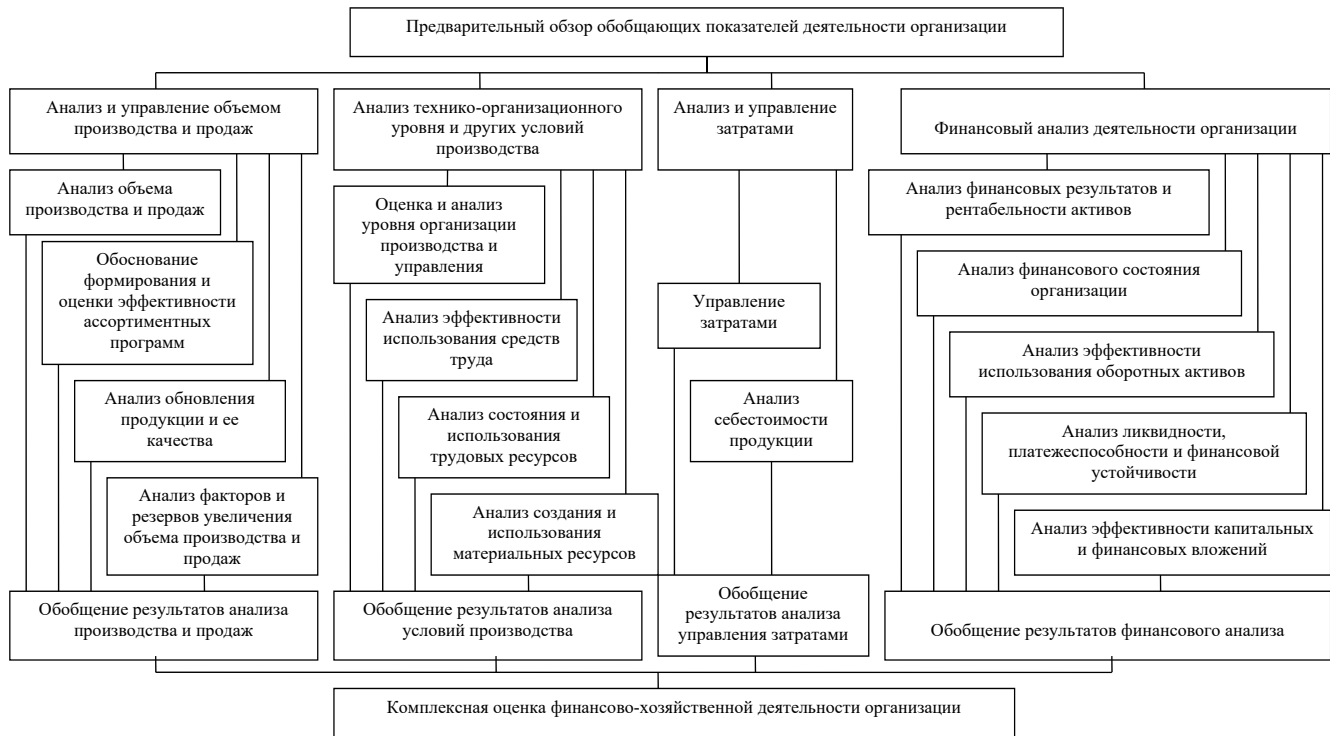 Предварительный обзор обобщающих показателей деятельности организации
Анализ и управление объемом
производства и продаж
Анализ технико-организационного
уровня и других условий
производства
Анализ и управление
затратами
Финансовый анализ деятельности организации
Анализ объема
производства и продаж
Обоснование
формирования и
оценки эффективности
ассортиментных
программ
Анализ обновления
продукции и ее
качества
Анализ факторов и
резервов увеличения
объема производства и
продаж
Оценка и анализ
уровня организации
производства и
управления
Анализ эффективности
использования средств
труда
Анализ состояния и
использования
трудовых ресурсов
Анализ создания и
использования
материальных ресурсов
Управление
затратами
Анализ
себестоимости
продукции
Анализ финансовых результатов и
рентабельности активов
Анализ финансового состояния
организации
Анализ эффективности
использования оборотных активов
Анализ ликвидности,
платежеспособности и финансовой
устойчивости
Анализ эффективности капитальных
и финансовых вложений
Обобщение результатов анализа
производства и продаж
Обобщение результатов анализа
условий производства
Обобщение
результатов анализа
управления затратами
Обобщение результатов финансового анализа
Комплексная оценка финансово-хозяйственной деятельности организации